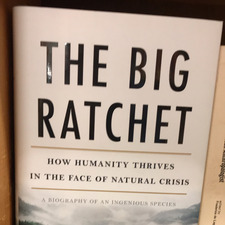 THE BIG
RATCHET
HOW HUMANITY THRIVES
IN THE FACE OF NATURAL CRISIS
A BIOGRAPHY OF AN INGENIOUS SPECIES